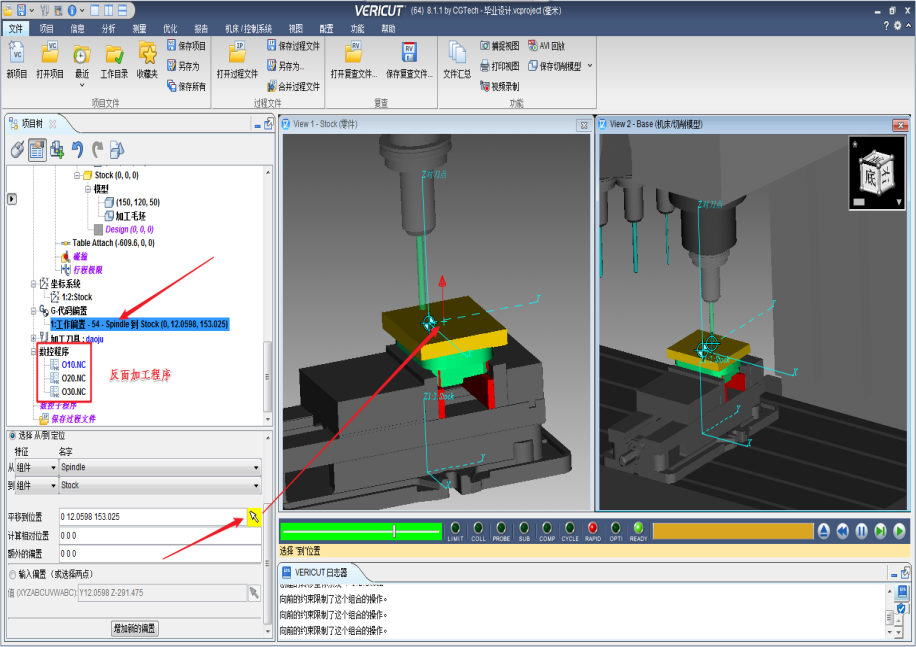 VERICUT (64) 8.1.1 by CGTech - 毕业设计.vcproject (毫米)
文件 项目 信息 分析 测量 优化 报告 机床/控制系统 视图 配置 功能 帮助
新项目 打开项目 最近 工作目录 收藏夹
保存项目
另存为
保存所有
打开过程文件
保存过程文件
另存为...
合并过程文件
打开复查文件... 保存复查文件...
文件汇总
捕捉视图 AVI 回放
打印视图 保存切削模型
视频录制
项目文件 过程文件 复查 功能
项目树
Stock (0, 0, 0)
模型
(150, 120, 50)
加工毛坯
Design (0, 0, 0)
Table Attach (-609.6, 0, 0)
碰撞
行程极限
坐标系统
1:2:Stock
G-代码偏置
1:工作偏置 - 54 - Spindle 到 Stock (0, 12.0598, 153.025)
加工刀具 : daoju
数控程序
O10.NC
O20.NC
O30.NC
反面加工程序
数控子程序
保存过程文件
选择 从/到 定位
特征 名字
从 组件 Spindle
到 组件 Stock
平移到位置 0 12.0598 153.025
计算相对位置 0 0 0
额外的偏置 0 0 0
输入偏置 (或选择两点)
值 (XYZABCUVWABC): Y12.0598 Z-291.475
增加新的偏置
View 1 - Stock (零件)
Z对刀点
Z1:2:Stock
X
View 2 - Base (机床/切削模型)
Z对刀点
X
Y
X
底
LIMIT COLL PROBE SUB COMP CYCLE RAPID OPTI READY
选择 "到"位置
VERICUT 日志器
向前的约束限制了这个组合的操作。
向前的约束限制了这个组合的操作。
向前的约束限制了这个组合的操作。